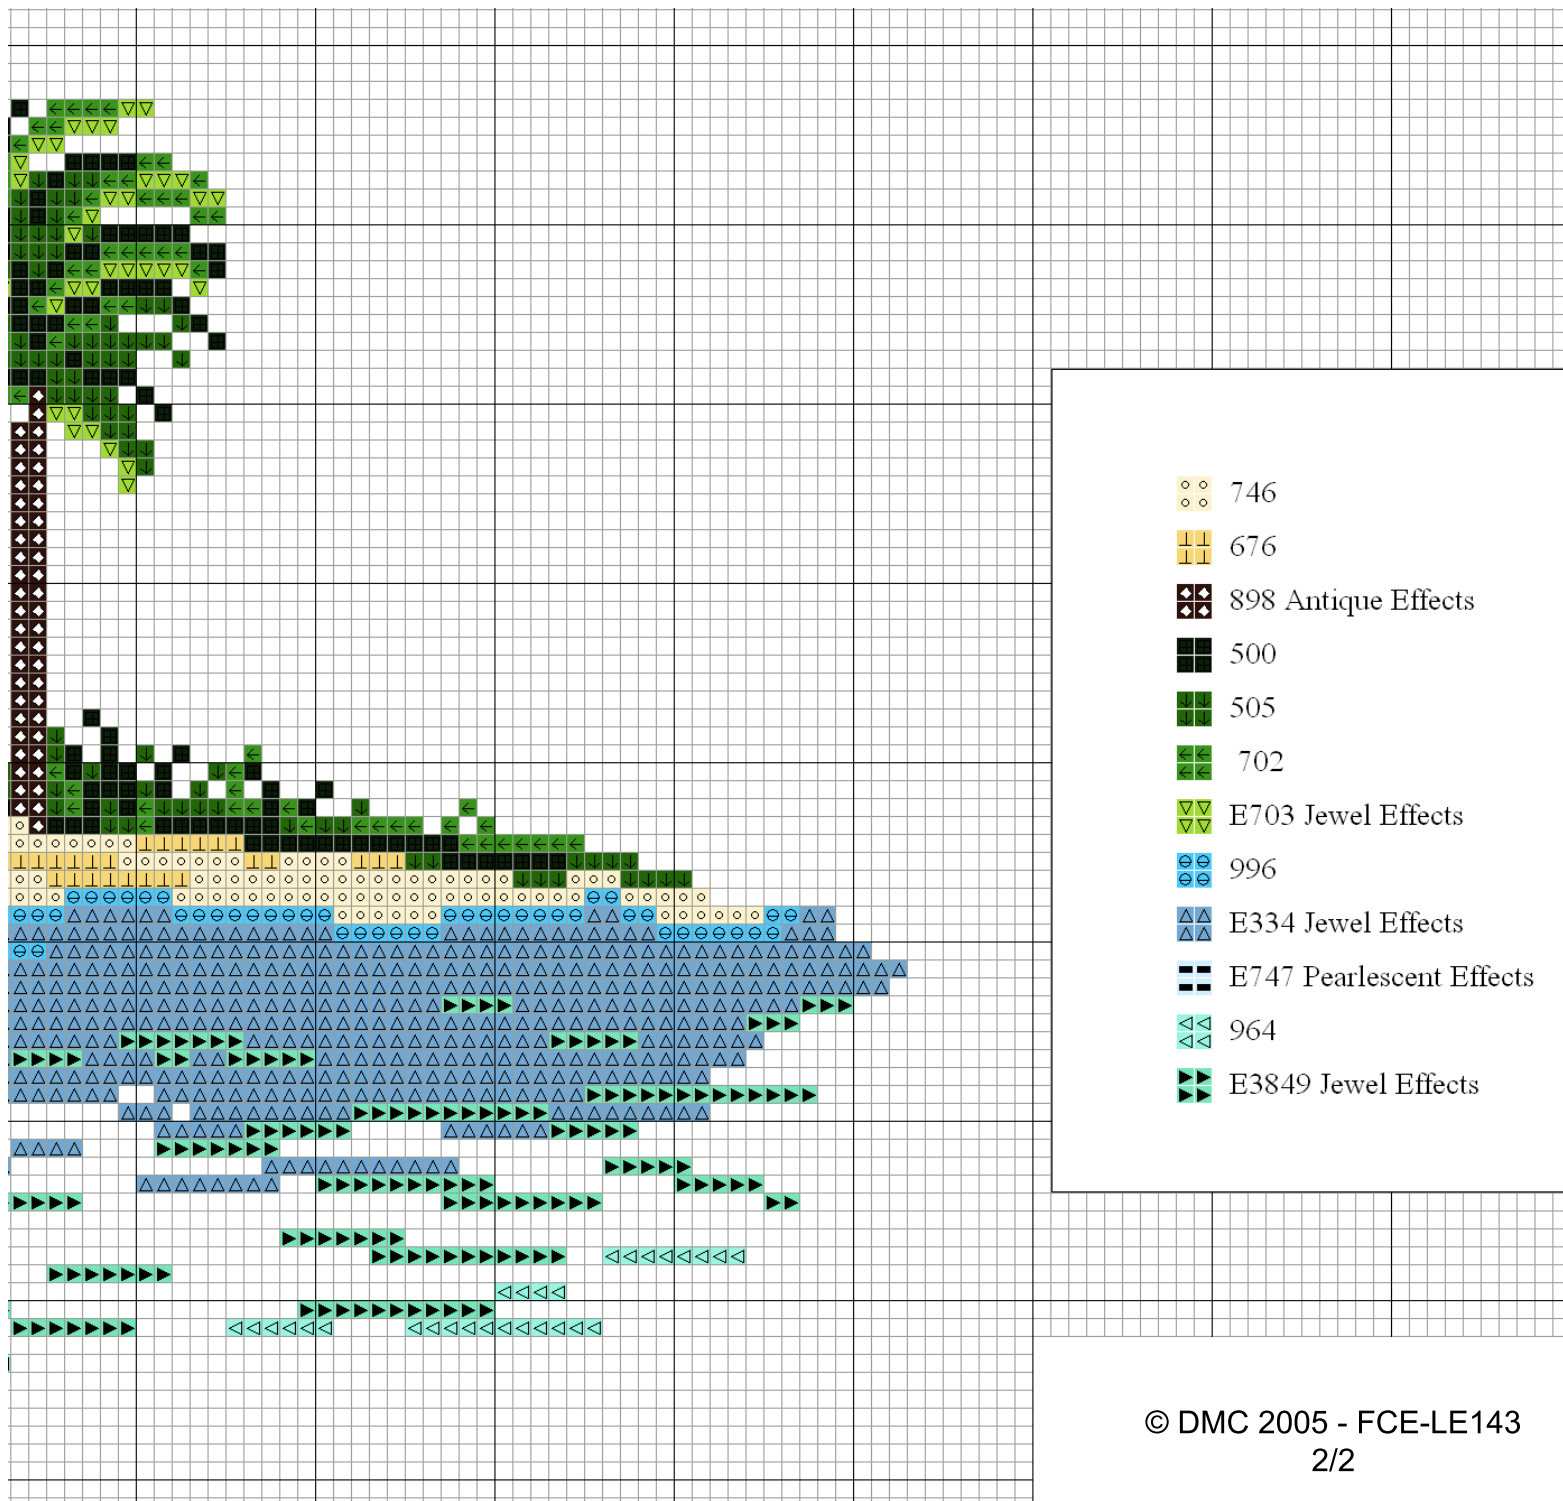 746
676
898 Antique Effects
500
505
702
E703 Jewel Effects
996
E334 Jewel Effects
E747 Pearlescent Effects
964
E3849 Jewel Effects
© DMC 2005 - FCE-LE143
2/2